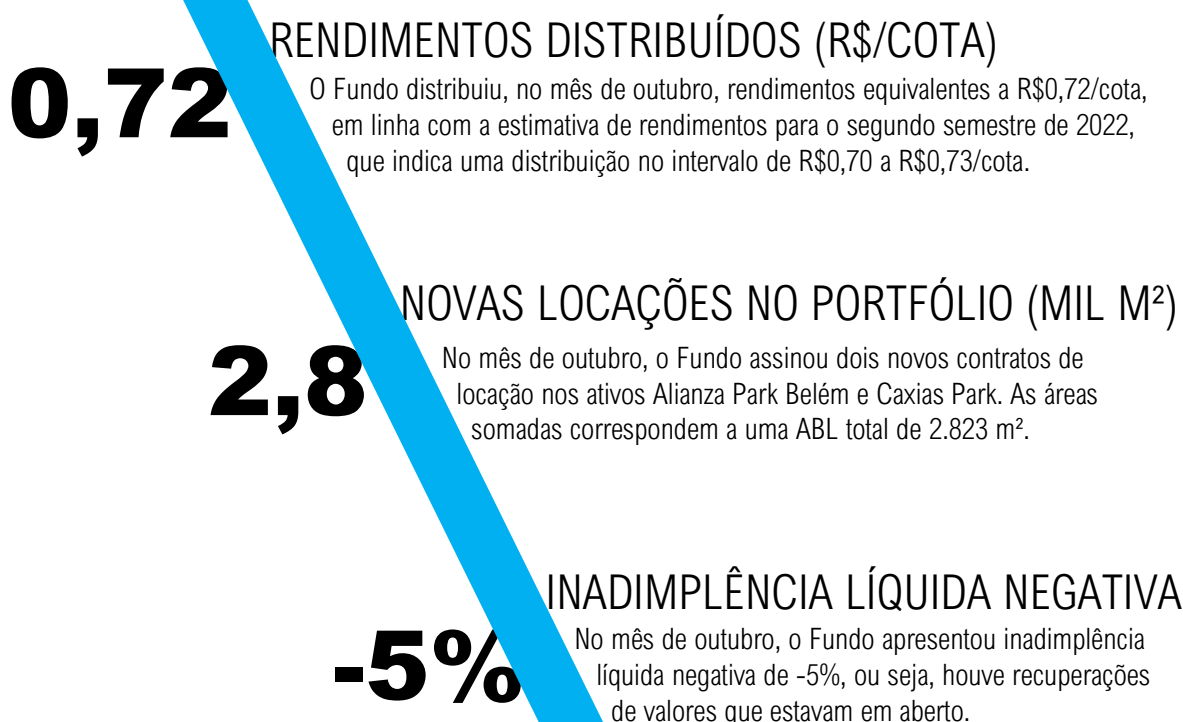 RENDIMENTOS DISTRIBUÍDOS (R$/COTA)
0,72
O Fundo distribuiu, no mês de outubro, rendimentos equivalentes a R$0,72/cota,
em linha com a estimativa de rendimentos para o segundo semestre de 2022,
que indica uma distribuição no intervalo de R$0,70 a R$0,73/cota.
NOVAS LOCAÇÕES NO PORTFÓLIO (MIL M²)
2,8
No mês de outubro, o Fundo assinou dois novos contratos de
locação nos ativos Alianza Park Belém e Caxias Park. As áreas
somadas correspondem a uma ABL total de 2.823 m².
INADIMPLÊNCIA LÍQUIDA NEGATIVA
-5%
No mês de outubro, o Fundo apresentou inadimplência
líquida negativa de -5%, ou seja, houve recuperações
de valores que estavam em aberto.